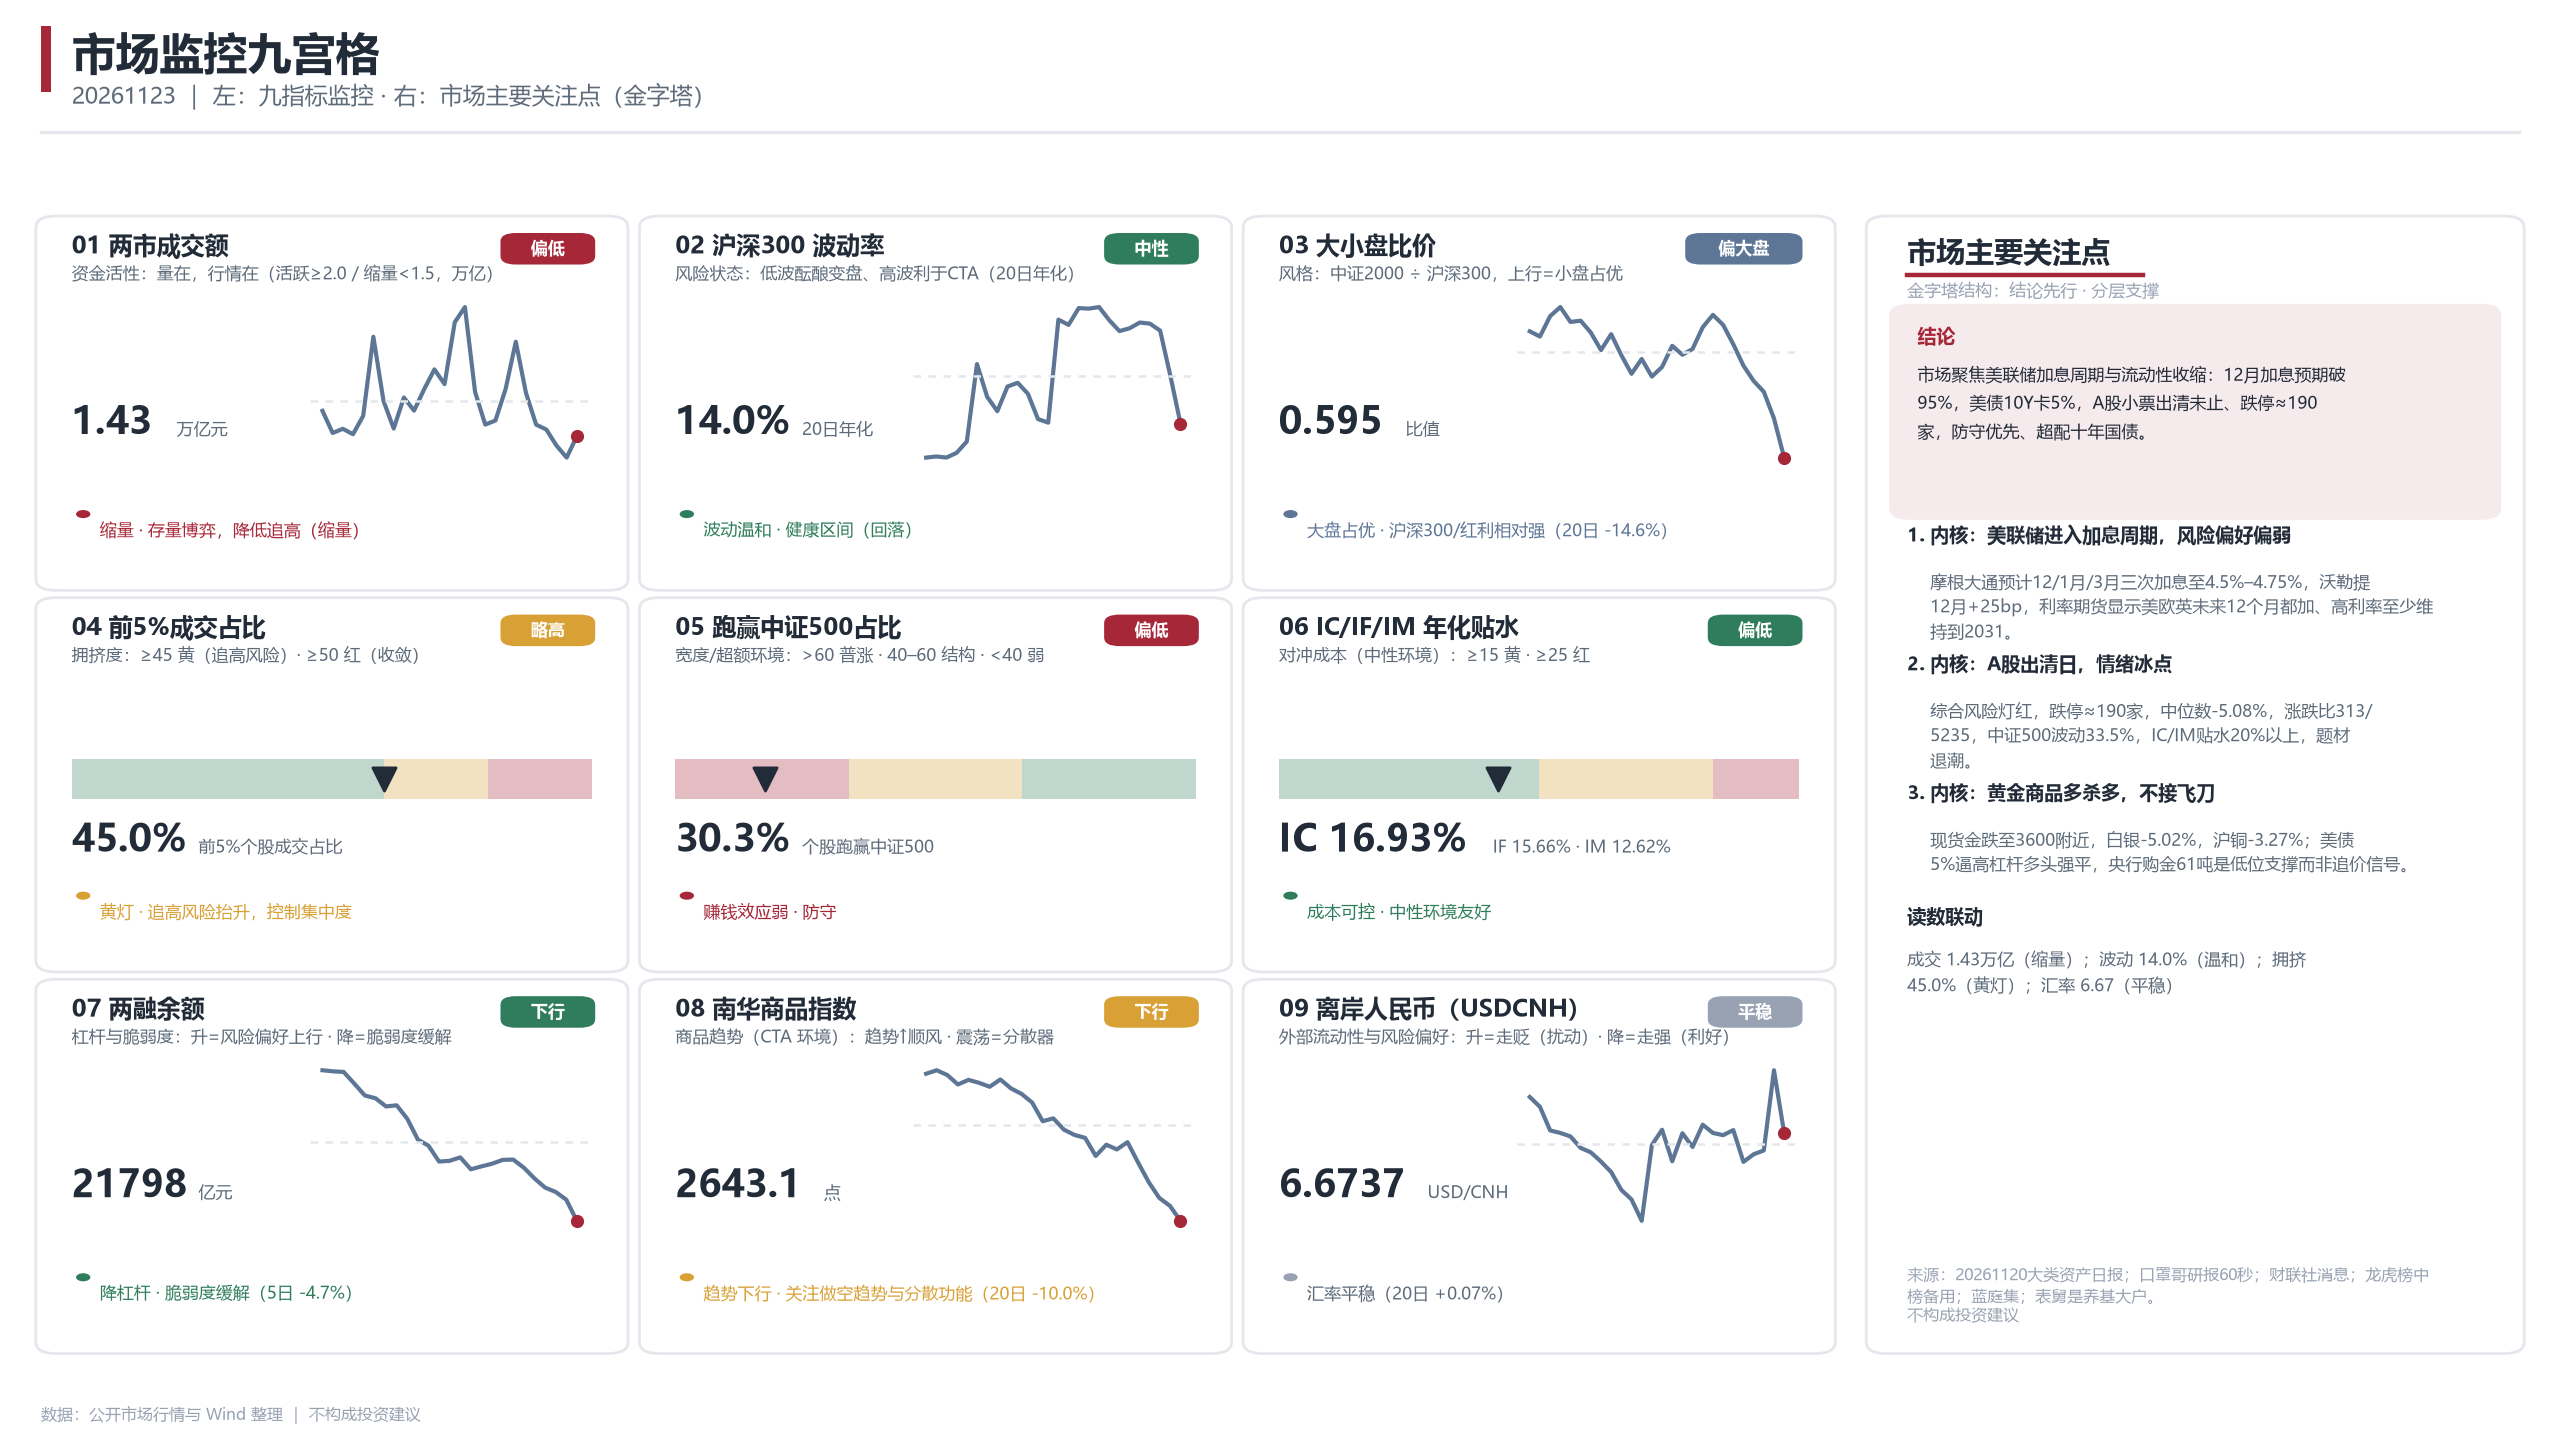 市场监控九宫格
20261123 ｜ 左：九指标监控 · 右：市场主要关注点（金字塔）
01 两市成交额
偏低
资金活性：量在，行情在（活跃≥2.0 / 缩量<1.5，万亿）
1.43 万亿元
缩量 · 存量博弈，降低追高（缩量）
02 沪深300 波动率
中性
风险状态：低波酝酿变盘、高波利于CTA（20日年化）
14.0% 20日年化
波动温和 · 健康区间（回落）
03 大小盘比价
偏大盘
风格：中证2000 ÷ 沪深300，上行=小盘占优
0.595 比值
大盘占优 · 沪深300/红利相对强（20日 -14.6%）
04 前5%成交占比
略高
拥挤度：≥45 黄（追高风险）· ≥50 红（收敛）
45.0% 前5%个股成交占比
黄灯 · 追高风险抬升，控制集中度
05 跑赢中证500占比
偏低
宽度/超额环境：>60 普涨 · 40–60 结构 · <40 弱
30.3% 个股跑赢中证500
赚钱效应弱 · 防守
06 IC/IF/IM 年化贴水
偏低
对冲成本（中性环境）：≥15 黄 · ≥25 红
IC 16.93% IF 15.66% · IM 12.62%
成本可控 · 中性环境友好
07 两融余额
下行
杠杆与脆弱度：升=风险偏好上行 · 降=脆弱度缓解
21798 亿元
降杠杆 · 脆弱度缓解（5日 -4.7%）
08 南华商品指数
下行
商品趋势（CTA 环境）：趋势↑顺风 · 震荡=分散器
2643.1 点
趋势下行 · 关注做空趋势与分散功能（20日 -10.0%）
09 离岸人民币（USDCNH）
平稳
外部流动性与风险偏好：升=走贬（扰动）· 降=走强（利好）
6.6737 USD/CNH
汇率平稳（20日 +0.07%）
市场主要关注点
金字塔结构：结论先行 · 分层支撑
结论
市场聚焦美联储加息周期与流动性收缩：12月加息预期破
95%，美债10Y卡5%，A股小票出清未止、跌停≈190
家，防守优先、超配十年国债。
1. 内核：美联储进入加息周期，风险偏好偏弱
摩根大通预计12/1月/3月三次加息至4.5%–4.75%，沃勒提
12月+25bp，利率期货显示美欧英未来12个月都加、高利率至少维
持到2031。
2. 内核：A股出清日，情绪冰点
综合风险灯红，跌停≈190家，中位数-5.08%，涨跌比313/
5235，中证500波动33.5%，IC/IM贴水20%以上，题材
退潮。
3. 内核：黄金商品多杀多，不接飞刀
现货金跌至3600附近，白银-5.02%，沪铜-3.27%；美债
5%逼高杠杆多头强平，央行购金61吨是低位支撑而非追价信号。
读数联动
成交 1.43万亿（缩量）；波动 14.0%（温和）；拥挤
45.0%（黄灯）；汇率 6.67（平稳）
来源：20261120大类资产日报；口罩哥研报60秒；财联社消息；龙虎榜中
榜备用；蓝庭集；表舅是养基大户。
不构成投资建议
数据：公开市场行情与 Wind 整理 ｜ 不构成投资建议